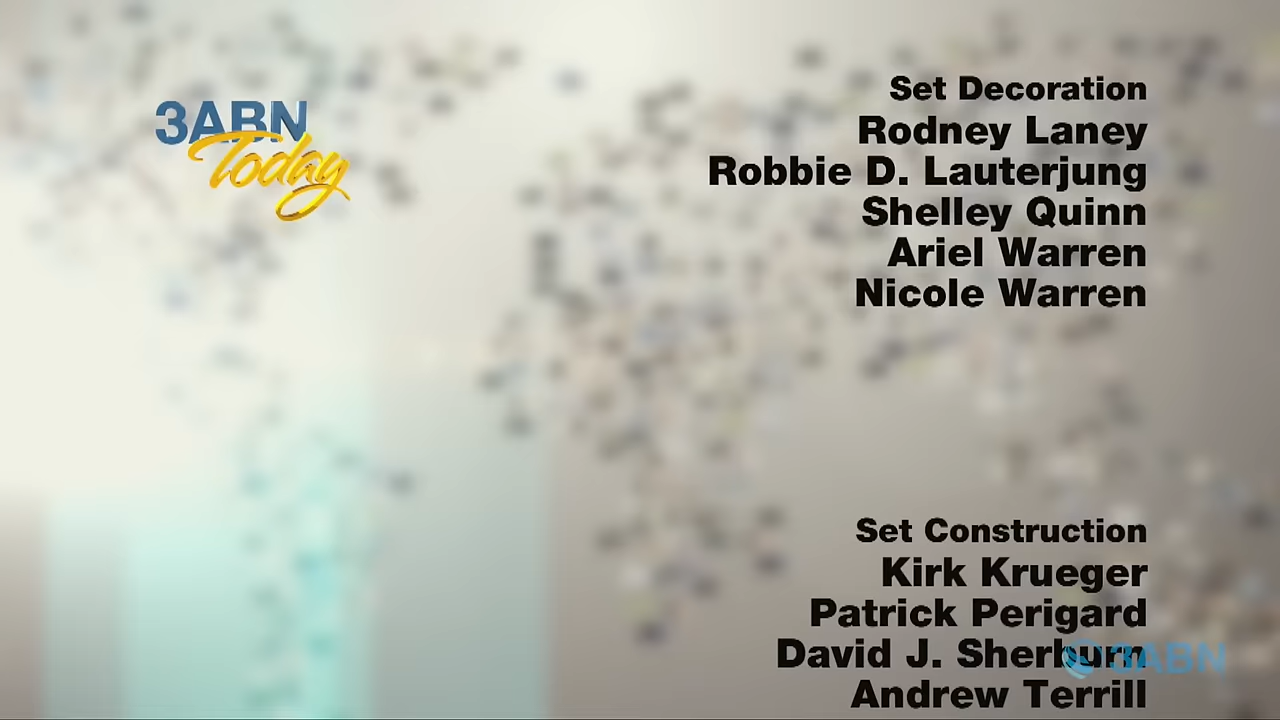 3ABN
Today
Set Decoration
Rodney Laney
Robbie D. Lauterjung
Shelley Quinn
Ariel Warren
Nicole Warren
Set Construction
Kirk Krueger
Patrick Perigard
David J. Sherburn
3ABN
Andrew Terrill